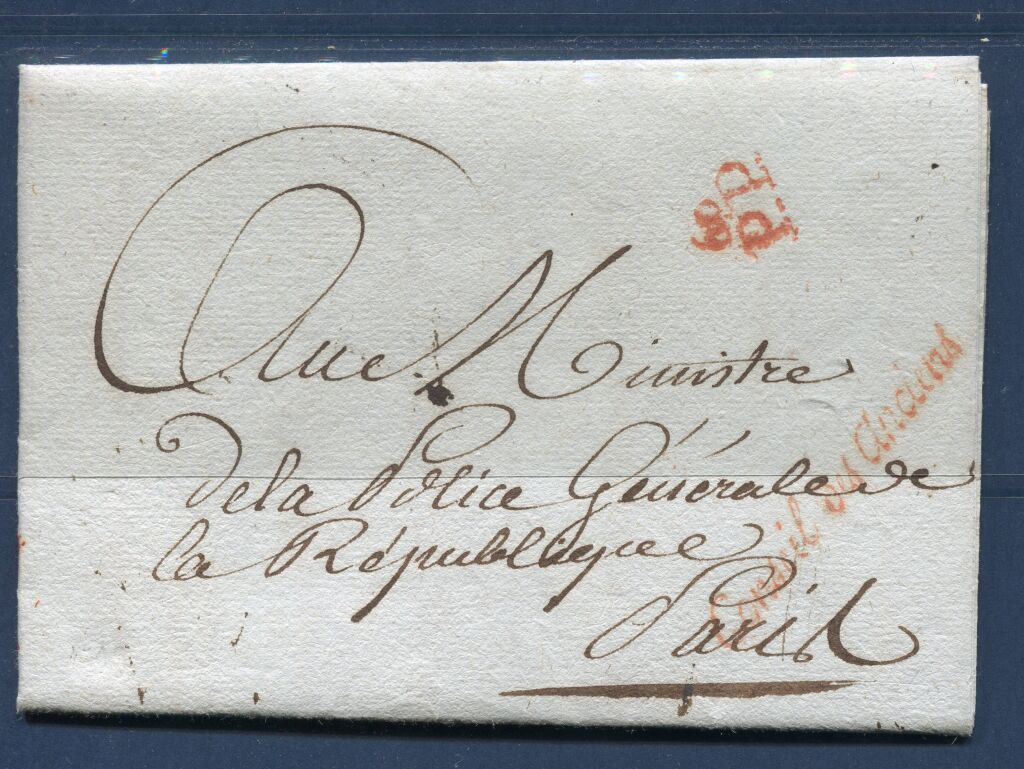 Au Ministre
De la Police Générale de
la République
Paris
Conseil des Anciens
P.
P.P.